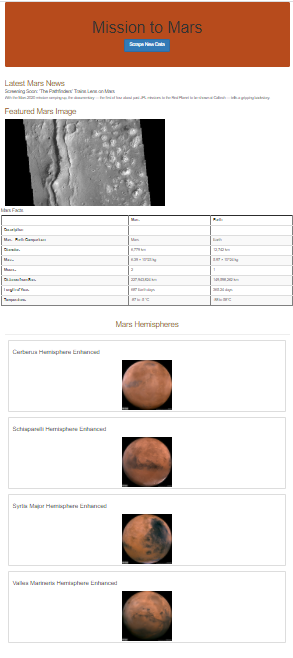 Mission to Mars
Scrape New Data
Latest Mars News
Screening Soon: 'The Pathfinders' Trains Lens on Mars
With the Mars 2020 mission ramping up, the documentary — the first of four about past JPL missions to the Red Planet to be shown at Caltech — tells a gripping backstory.
Featured Mars Image
Mars Facts
Mars Earth
Description
Mars - Earth Comparison Mars Earth
Diameter: 6,779 km 12,742 km
Mass: 6.39 × 10^23 kg 5.97 × 10^24 kg
Moons: 2 1
Distance from Sun: 227,943,824 km 149,598,262 km
Length of Year: 687 Earth days 365.24 days
Temperature: -87 to -5 °C -88 to 58°C
Mars Hemispheres
Cerberus Hemisphere Enhanced
Schiaparelli Hemisphere Enhanced
Syrtis Major Hemisphere Enhanced
Valles Marineris Hemisphere Enhanced